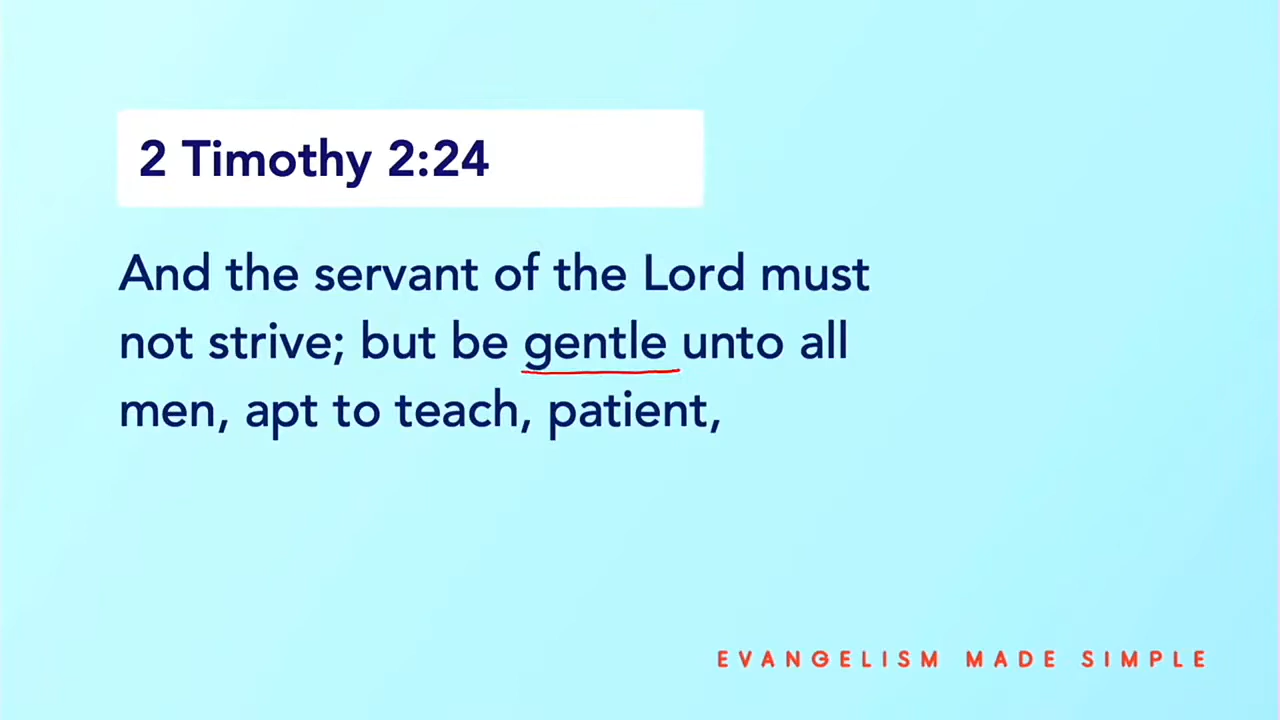 2 Timothy 2:24
And the servant of the Lord must
not strive; but be gentle unto all
men, apt to teach, patient,
EVANGELISM MADE SIMPLE